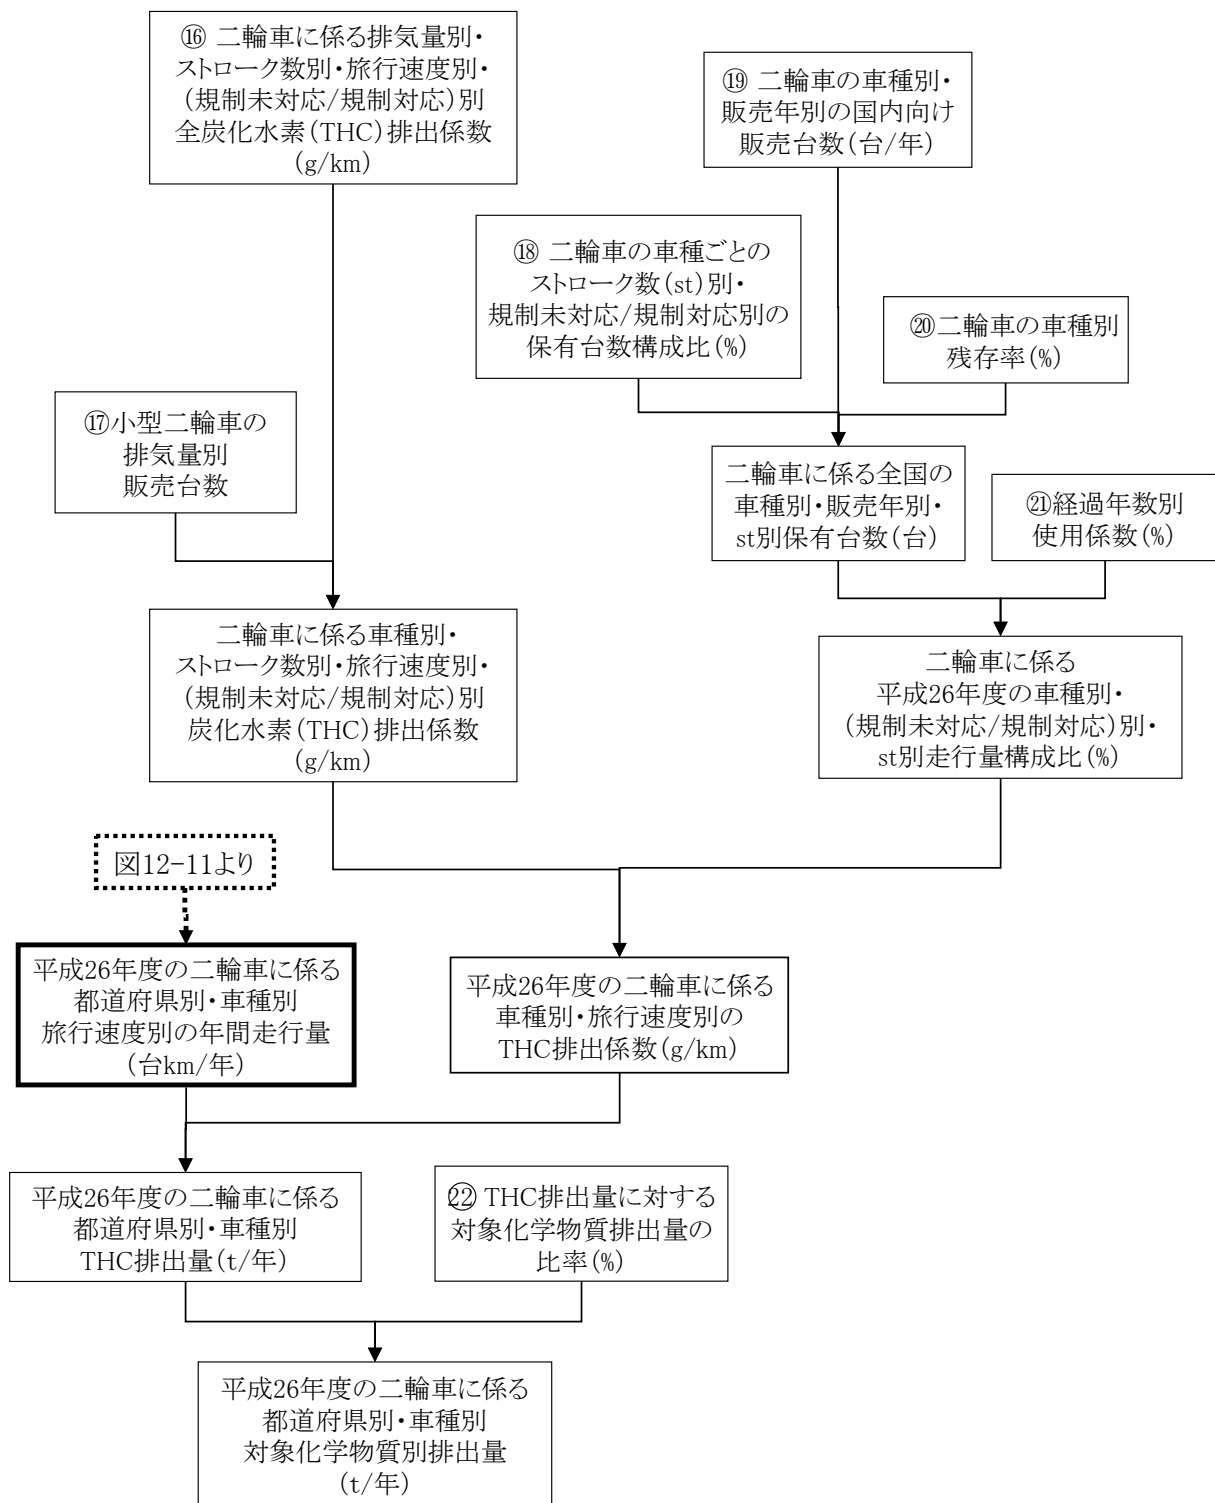 ⑯ 二輪車に係る排気量別・
ストローク数別・旅行速度別・
(規制未対応/規制対応)別
全炭化水素(THC)排出係数
(g/km)
⑲ 二輪車の車種別・
販売年別の国内向け
販売台数(台/年)
⑱ 二輪車の車種ごとの
ストローク数(st)別・
規制未対応/規制対応別の
保有台数構成比(%)
⑳二輪車の車種別
残存率(%)
⑰小型二輪車の
排気量別
販売台数
二輪車に係る全国の
車種別・販売年別・
st別保有台数(台)
㉑経過年数別
使用係数(%)
二輪車に係る車種別・
ストローク数別・旅行速度別・
(規制未対応/規制対応)別
炭化水素(THC)排出係数
(g/km)
二輪車に係る
平成26年度の車種別・
(規制未対応/規制対応)別・
st別走行量構成比(%)
図12-11より
平成26年度の二輪車に係る
都道府県別・車種別
旅行速度別の年間走行量
(台km/年)
平成26年度の二輪車に係る
車種別・旅行速度別の
THC排出係数(g/km)
平成26年度の二輪車に係る
都道府県別・車種別
THC排出量(t/年)
㉒ THC排出量に対する
対象化学物質排出量の
比率(%)
平成26年度の二輪車に係る
都道府県別・車種別
対象化学物質別排出量
(t/年)